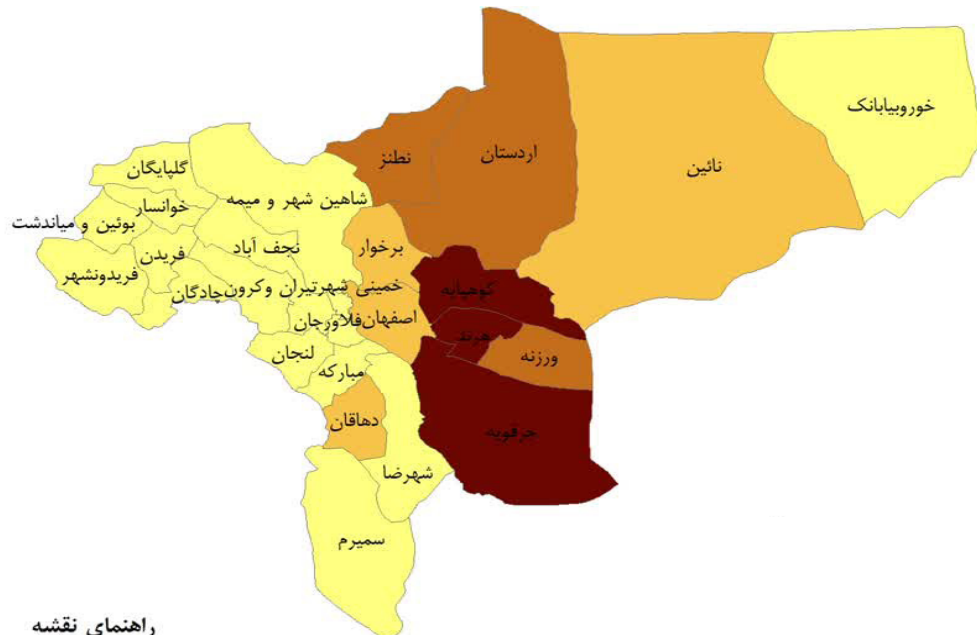 خوروبیابانک
نطنز
اردستان
نائین
گلپایگان
شاهین شهر و میمه
خوانسار
بوئین و میاندشت
نجف آباد
برخوار
فریدن
فریدونشهر
چادگان
تیران وکرون
خمینی شهر
کوهپایه
فلاورجان
اصفهان
هرند
لنجان
ورزنه
مبارکه
دهاقان
جرقویه
شهرضا
سمیرم
راهنمای نقشه